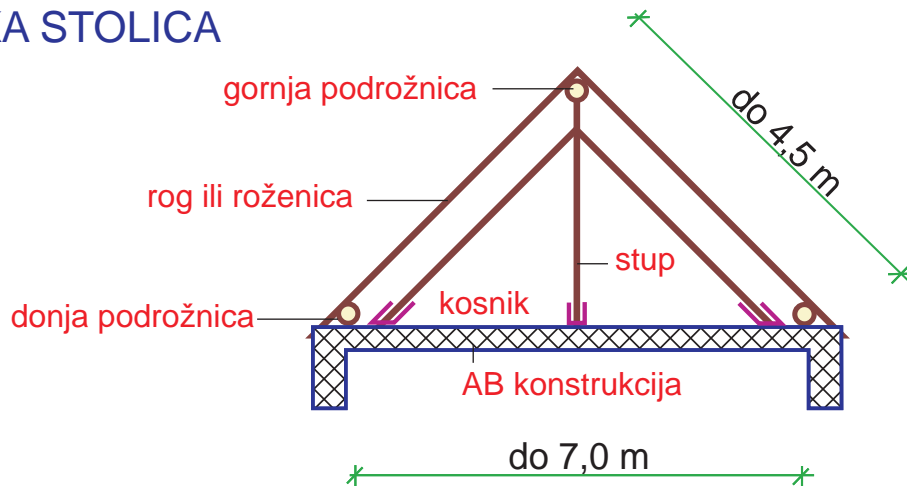 A STOLICA
gornja podrožnica
do 4,5 m
rog ili roženica
stup
kosnik
donja podrožnica
AB konstrukcija
do 7,0 m